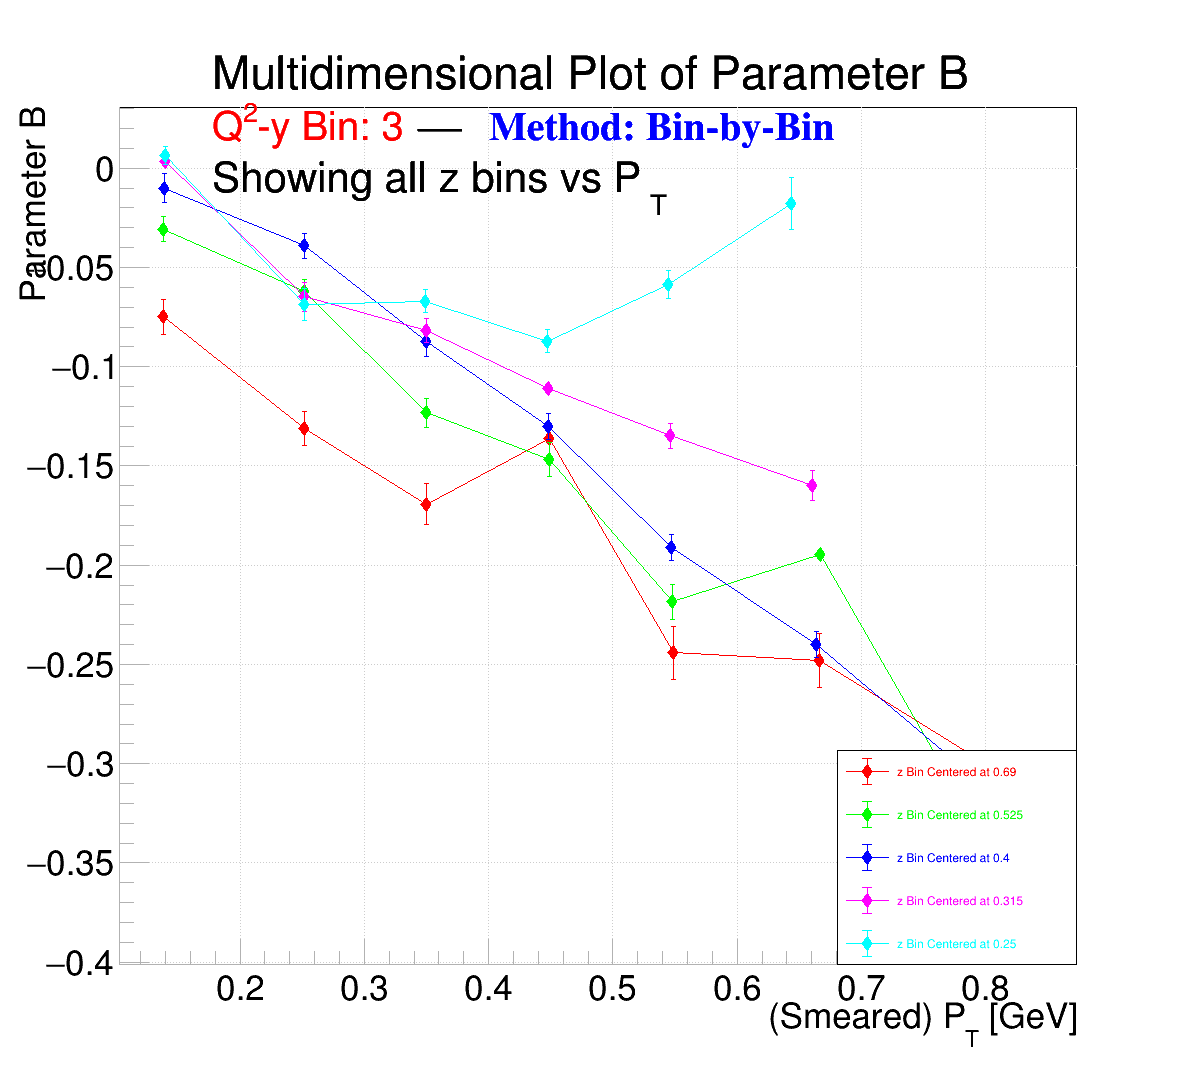 Multidimensional Plot of Parameter B
Q2-y Bin: 3 — Method: Bin-by-Bin
Showing all z bins vs P T
Parameter B
0
0.05
−0.1
−0.15
−0.2
−0.25
−0.3
−0.35
−0.4
z Bin Centered at 0.69
z Bin Centered at 0.525
z Bin Centered at 0.4
z Bin Centered at 0.315
z Bin Centered at 0.25
0.2 0.3 0.4 0.5 0.6 0.7 0.8
(Smeared) P T [GeV]